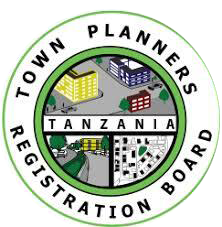 TOWN PLANNERS
TANZANIA
REGISTRATION BOARD